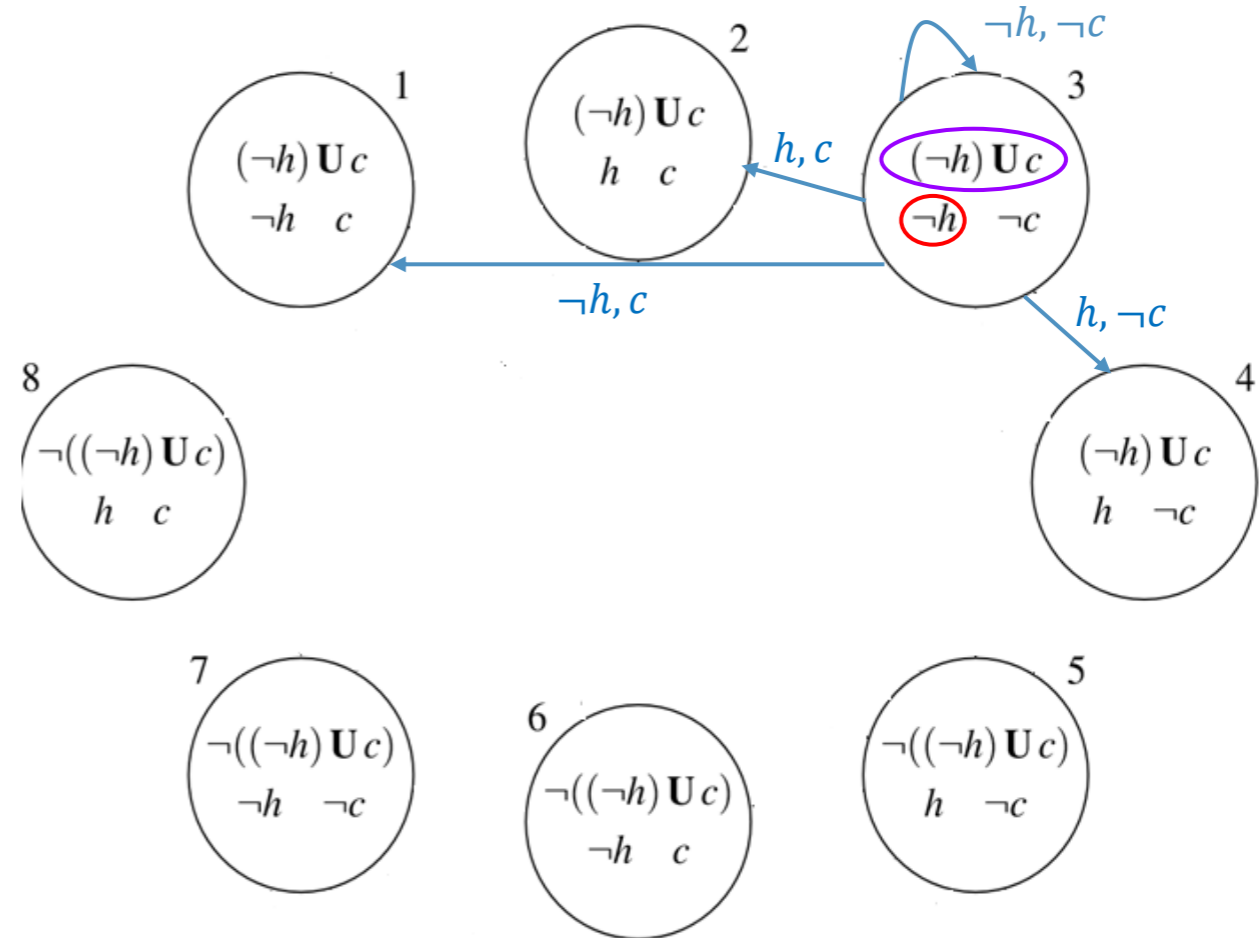 ¬h, ¬c
2
(¬h) U c
h c
1
(¬h) U c
¬h c
3
(¬h) U c
¬h ¬c
h, c
¬h, c
h, ¬c
8
¬((¬h) U c)
h c
4
(¬h) U c
h ¬c
7
¬((¬h) U c)
¬h ¬c
6
¬((¬h) U c)
¬h c
5
¬((¬h) U c)
h ¬c